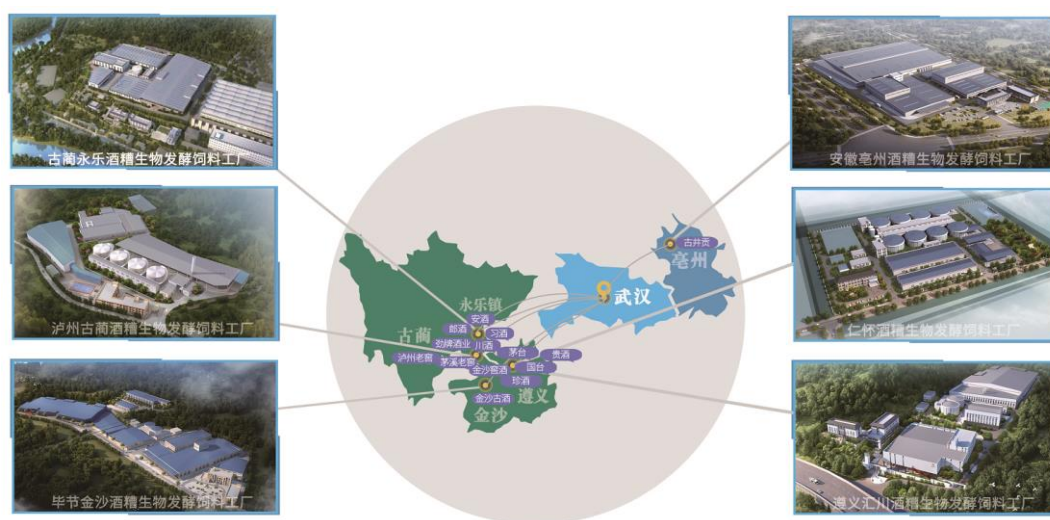 古蔺永乐酒糟生物发酵饲料工厂
安徽亳州酒糟生物发酵饲料工厂
泸州古蔺酒糟生物发酵饲料工厂
仁怀酒糟生物发酵饲料工厂
毕节金沙酒糟生物发酵饲料工厂
遵义汇川酒糟生物发酵饲料工厂
古井贡
亳州
武汉
永乐镇
安酒
郎酒
习酒
古蔺
劲牌酒业
川酒
泸州老窖
茅溪老窖
茅台
贵酒
金沙窖酒
国台
珍酒
金沙古酒
遵义
金沙